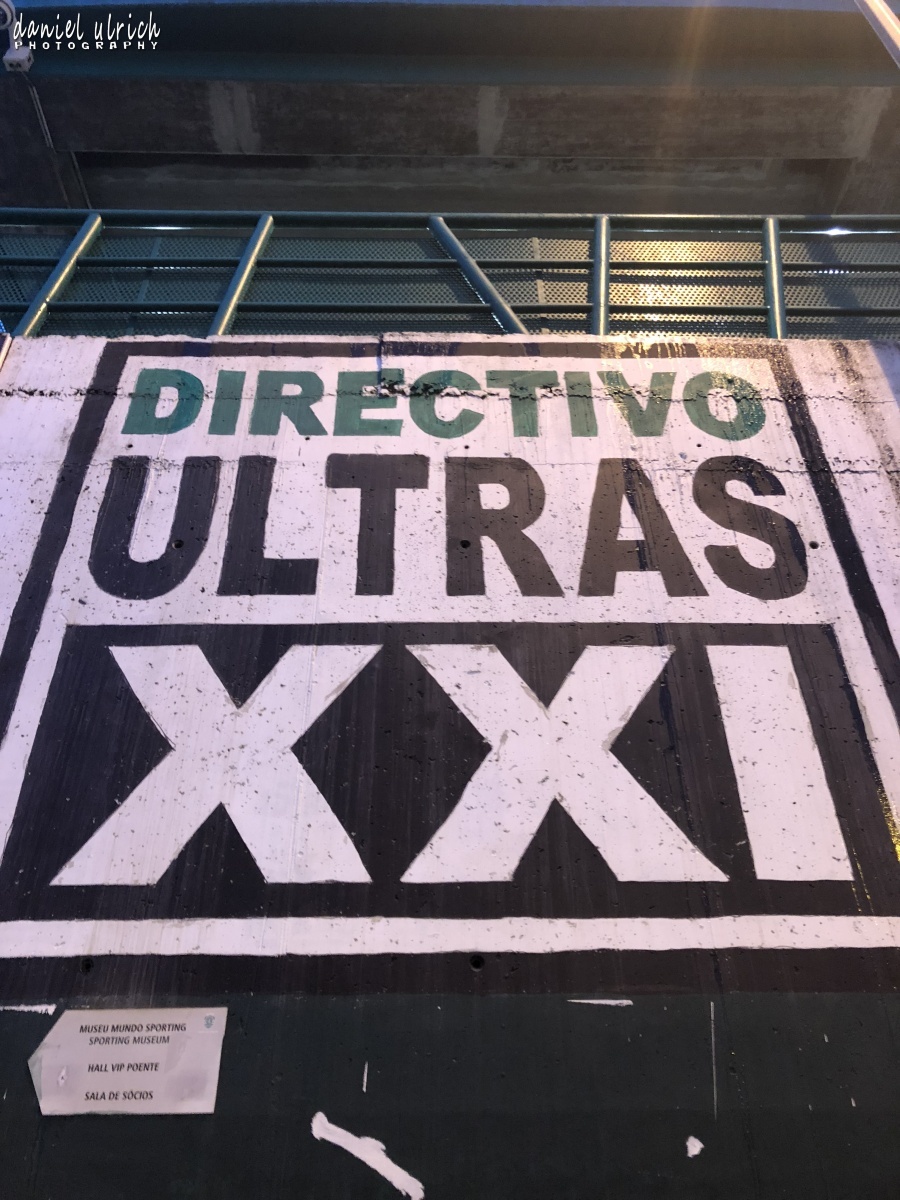 daniel ulrich
PHOTOGRAPHY
DIRECTIVO
ULTRAS
XXI
MUSEU MUNDO SPORTING
SPORTING MUSEUM
HALL VIP POENTE
SALA DE SÓCIOS